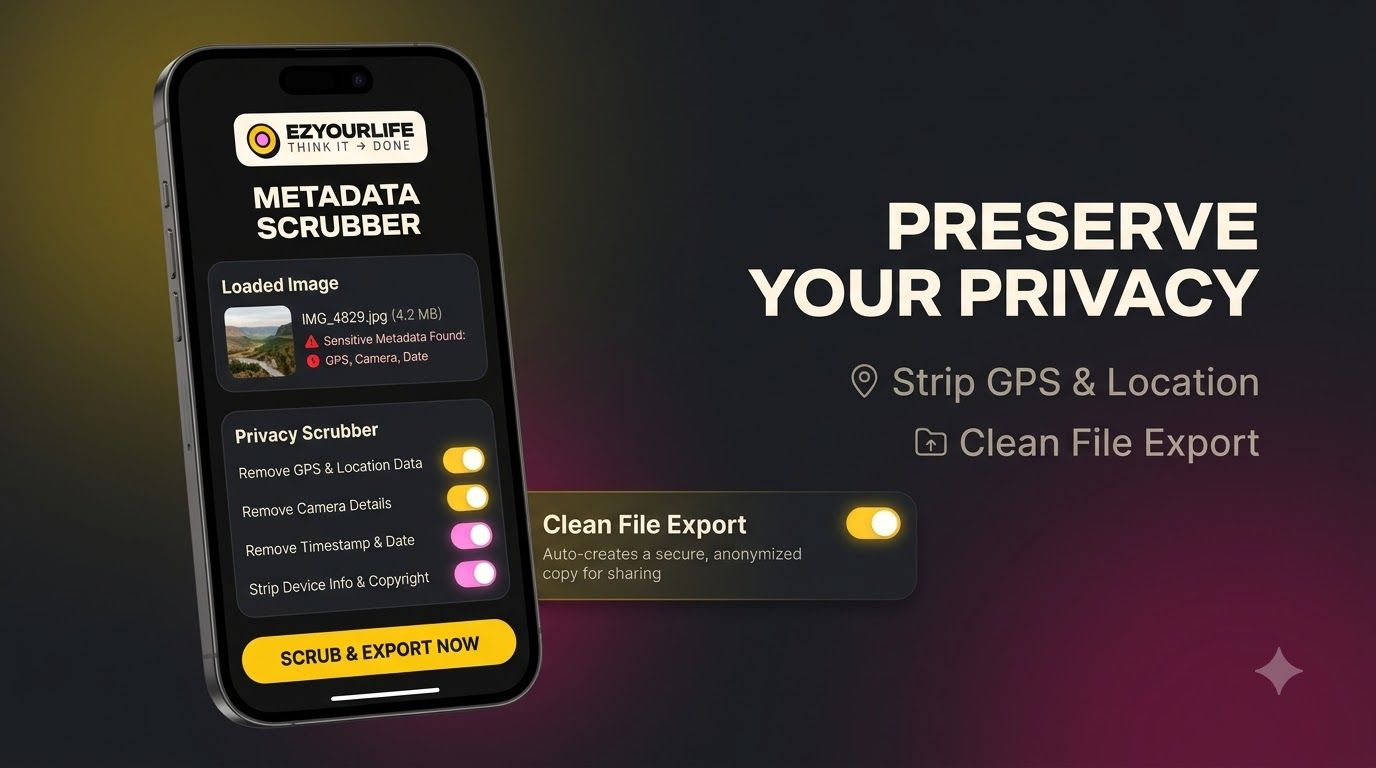 EZYOURLIFE
THINK IT → DONE
METADATA
SCRUBBER
Loaded Image
IMG_4829.jpg (4.2 MB)
Sensitive Metadata Found:
GPS, Camera, Date
Privacy Scrubber
Remove GPS & Location Data
Remove Camera Details
Remove Timestamp & Date
Strip Device Info & Copyright
SCRUB & EXPORT NOW
Clean File Export
Auto-creates a secure, anonymized
copy for sharing
PRESERVE
YOUR PRIVACY
Strip GPS & Location
Clean File Export